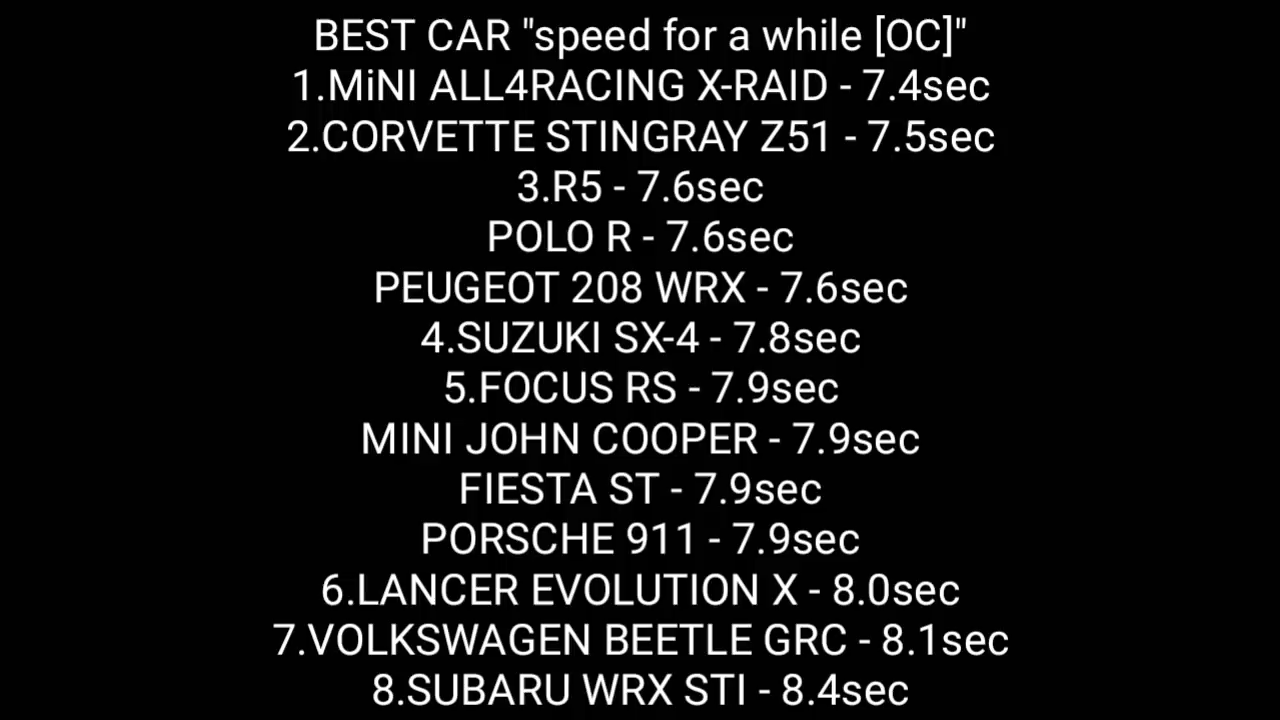 BEST CAR "speed for a while [OC]"
1.MiNI ALL4RACING X-RAID - 7.4sec
2.CORVETTE STINGRAY Z51 - 7.5sec
3.R5 - 7.6sec
POLO R - 7.6sec
PEUGEOT 208 WRX - 7.6sec
4.SUZUKI SX-4 - 7.8sec
5.FOCUS RS - 7.9sec
MINI JOHN COOPER - 7.9sec
FIESTA ST - 7.9sec
PORSCHE 911 - 7.9sec
6.LANCER EVOLUTION X - 8.0sec
7.VOLKSWAGEN BEETLE GRC - 8.1sec
8.SUBARU WRX STI - 8.4sec